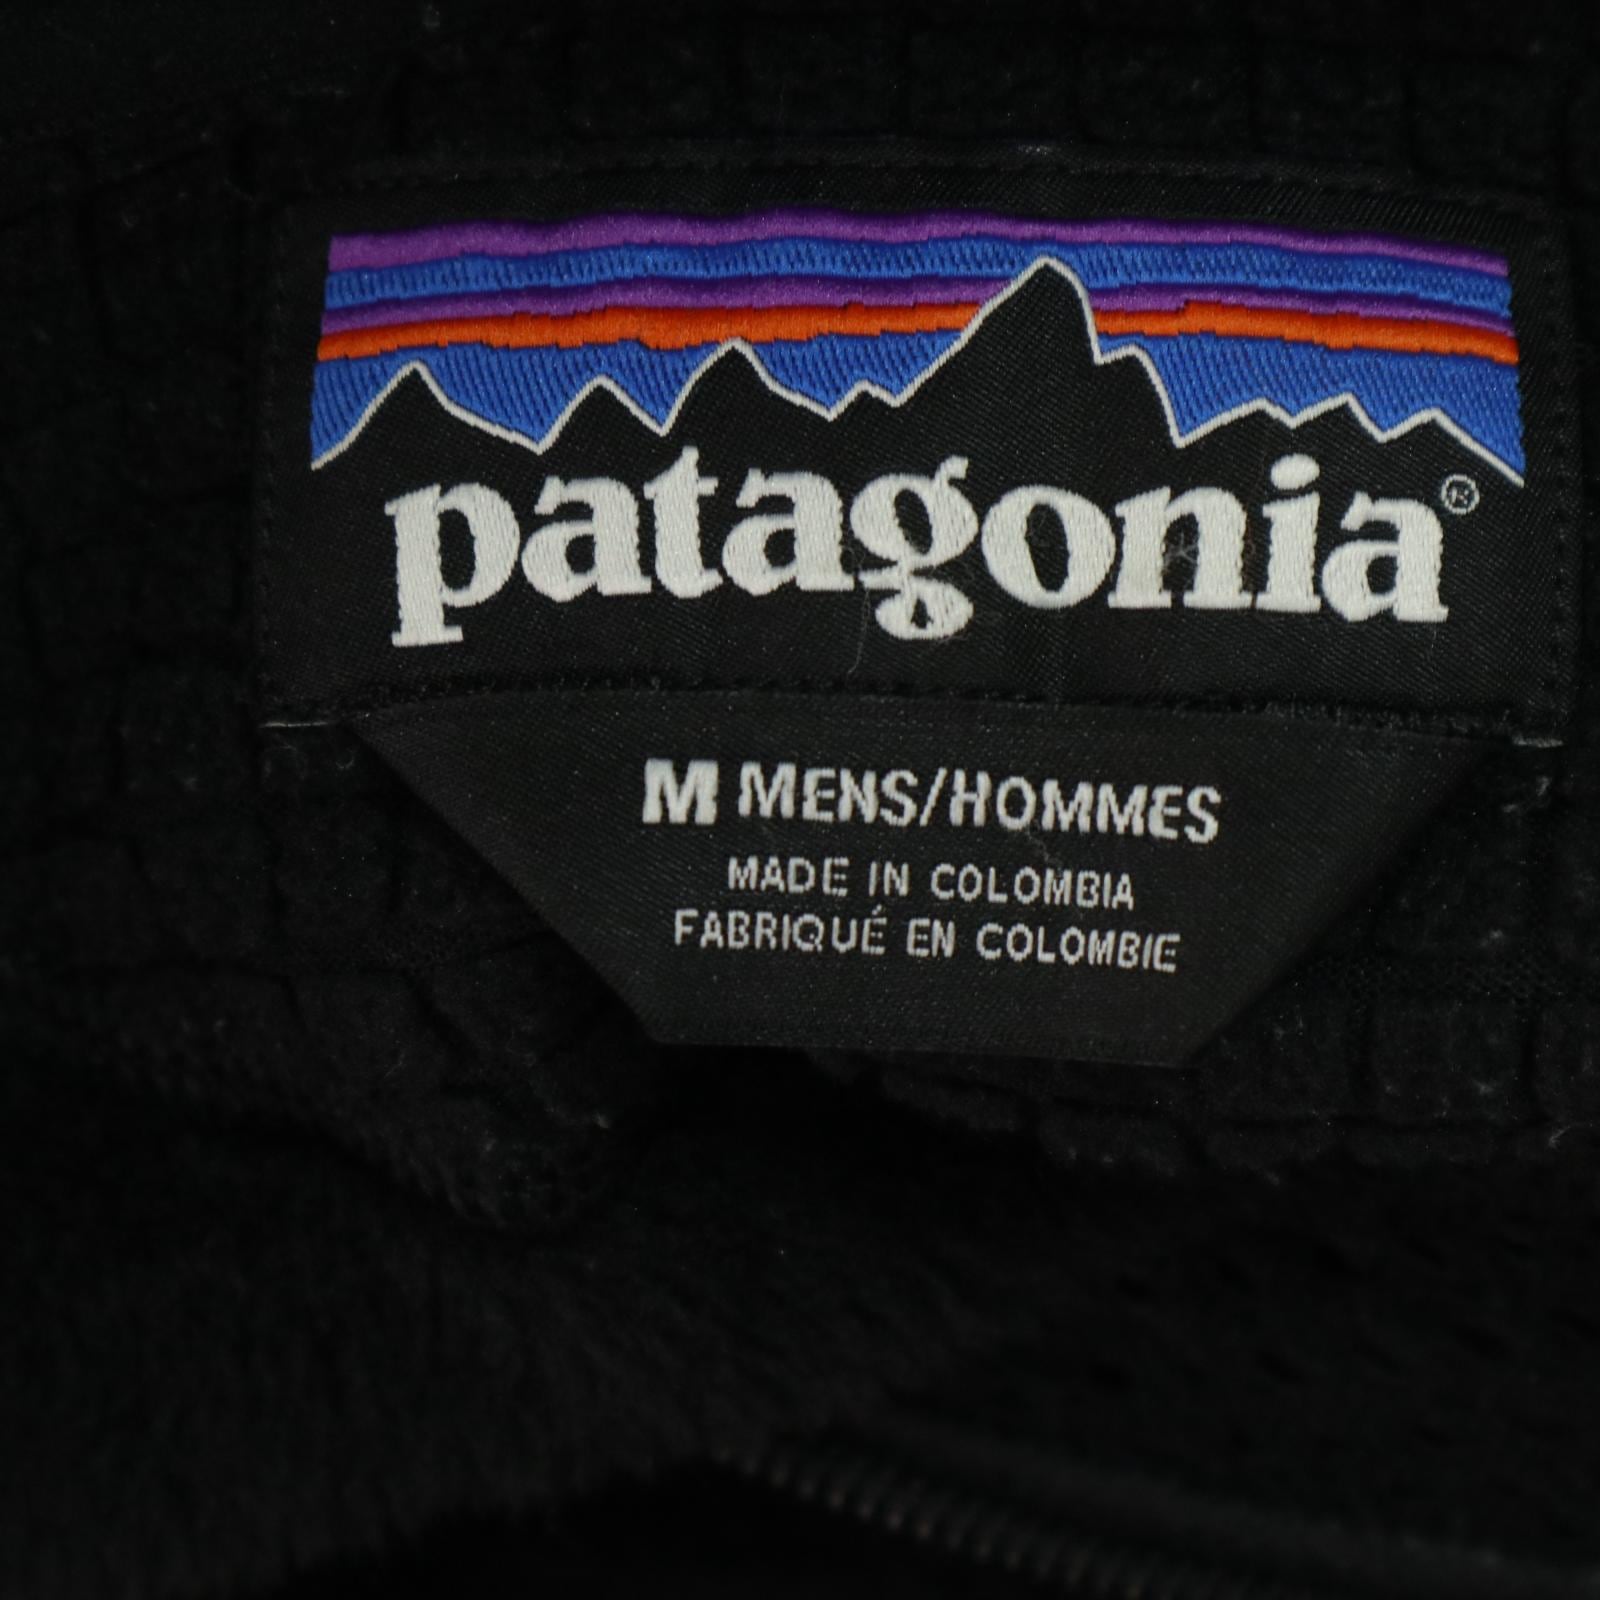 patagonia®
M MENS/HOMMES
MADE IN COLOMBIA
FABRIQUÉ EN COLOMBIE